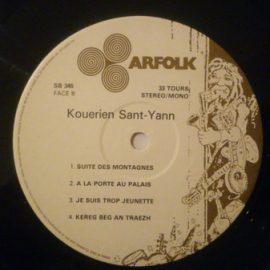 ARFOLK
SB 345
FACE B
33 TOURS
STEREO/MONO
Kouerien Sant-Yann
1. SUITE DES MONTAGNES
2. A LA PORTE AU PALAIS
3. JE SUIS TROP JEUNETTE
4. KEREG BEG AN TRAEZH